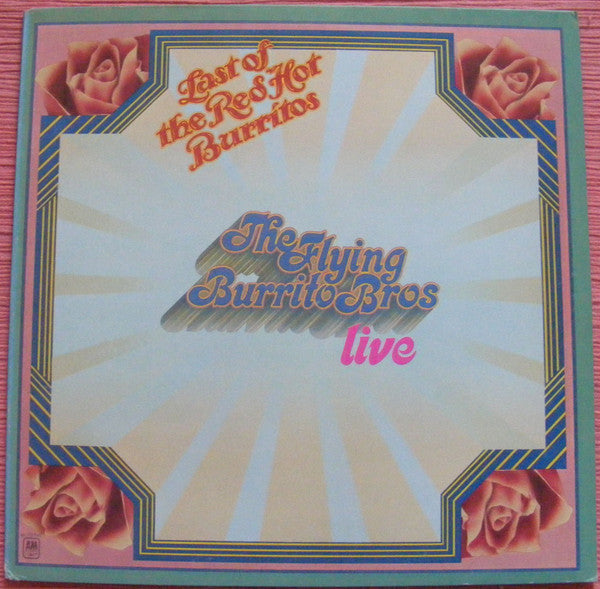 Last of
the Red Hot
Burritos
The Flying
Burrito Bros
live
A&M